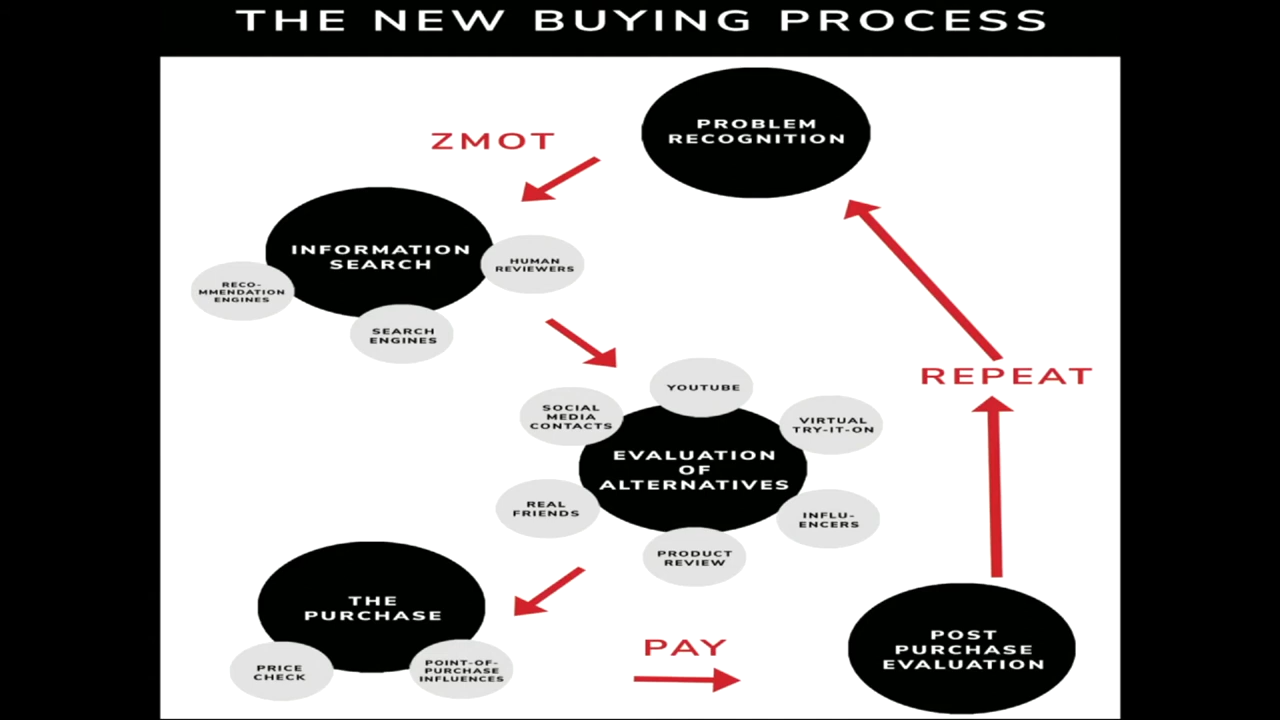 THE NEW BUYING PROCESS
PROBLEM
RECOGNITION
ZMOT
INFORMATION
SEARCH
HUMAN
REVIEWERS
RECO-
MMENDATION
ENGINES
SEARCH
ENGINES
YOUTUBE
SOCIAL
MEDIA
CONTACTS
VIRTUAL
TRY-IT-ON
EVALUATION
OF
ALTERNATIVES
REAL
FRIENDS
INFLU-
ENCERS
PRODUCT
REVIEW
THE
PURCHASE
PRICE
CHECK
POINT-OF-
PURCHASE
INFLUENCES
PAY
POST
PURCHASE
EVALUATION
REPEAT